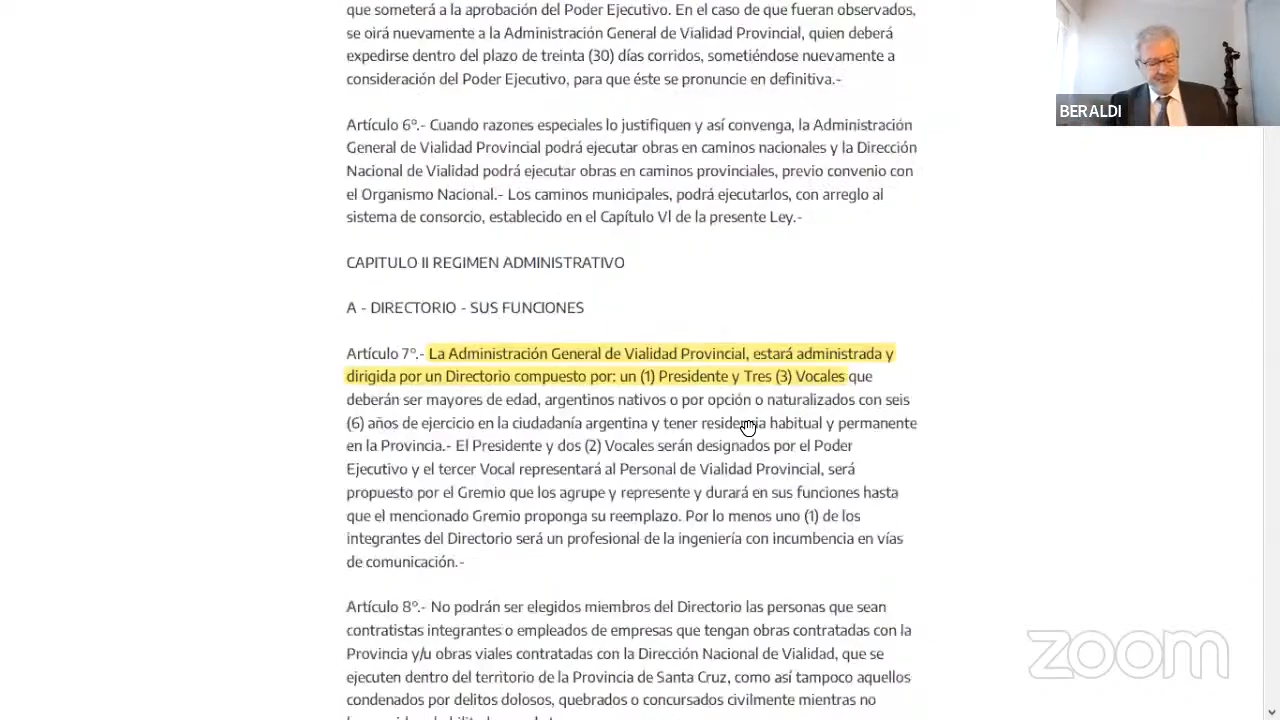 que someterá a la aprobación del Poder Ejecutivo. En el caso de que fueran observados,
se oirá nuevamente a la Administración General de Vialidad Provincial, quien deberá
expedirse dentro del plazo de treinta (30) días corridos, sometiéndose nuevamente a
consideración del Poder Ejecutivo, para que éste se pronuncie en definitiva.-
BERALDI
Artículo 6º.- Cuando razones especiales lo justifiquen y así convenga, la Administración
General de Vialidad Provincial podrá ejecutar obras en caminos nacionales y la Dirección
Nacional de Vialidad podrá ejecutar obras en caminos provinciales, previo convenio con
el Organismo Nacional.- Los caminos municipales, podrá ejecutarlos, con arreglo al
sistema de consorcio, establecido en el Capítulo Vl de la presente Ley.-
CAPITULO II REGIMEN ADMINISTRATIVO
A - DIRECTORIO - SUS FUNCIONES
Artículo 7º.- La Administración General de Vialidad Provincial, estará administrada y
dirigida por un Directorio compuesto por: un (1) Presidente y Tres (3) Vocales que
deberán ser mayores de edad, argentinos nativos o por opción o naturalizados con seis
(6) años de ejercicio en la ciudadanía argentina y tener residencia habitual y permanente
en la Provincia.- El Presidente y dos (2) Vocales serán designados por el Poder
Ejecutivo y el tercer Vocal representará al Personal de Vialidad Provincial, será
propuesto por el Gremio que los agrupe y represente y durará en sus funciones hasta
que el mencionado Gremio proponga su reemplazo. Por lo menos uno (1) de los
integrantes del Directorio será un profesional de la ingeniería con incumbencia en vías
de comunicación.-
Artículo 8º.- No podrán ser elegidos miembros del Directorio las personas que sean
contratistas integrantes o empleados de empresas que tengan obras contratadas con la
Provincia y/u obras viales contratadas con la Dirección Nacional de Vialidad, que se
ejecuten dentro del territorio de la Provincia de Santa Cruz, como así tampoco aquellos
condenados por delitos dolosos, quebrados o concursados civilmente mientras no
zoom